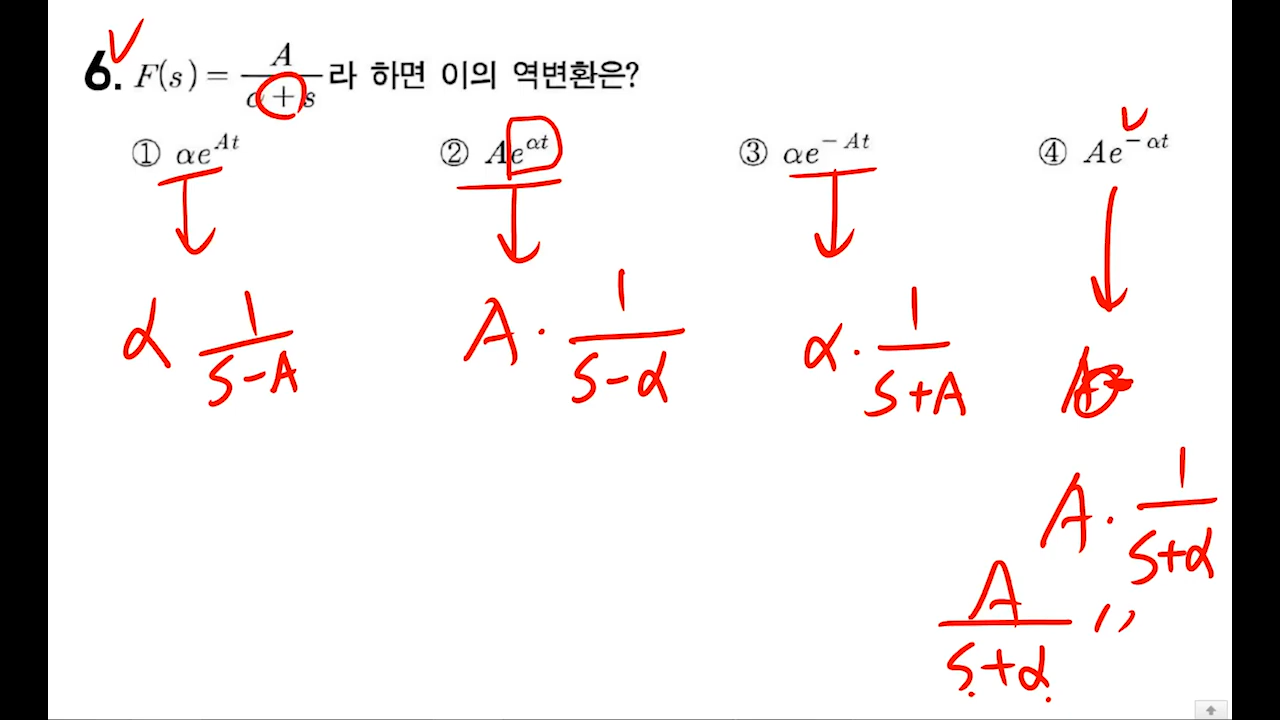 6. F(s) = A/(α+s) 라 하면 이의 역변환은?
① αe^{At} ② Ae^{αt} ③ αe^{-At} ④ Ae^{-αt}
α 1/(S-A) A · 1/(S-α) α · 1/(S+A)
A · 1/(S+α)
A/(S+α) 〃